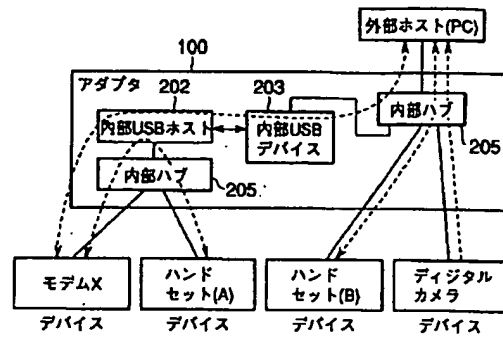 外部ホスト(PC)
100
アダプタ
202
203
内部USBホスト
内部USB
デバイス
内部ハブ
205
内部ハブ
205
モデムX
デバイス
ハンド
セット(A)
デバイス
ハンド
セット(B)
デバイス
ディジタル
カメラ
デバイス